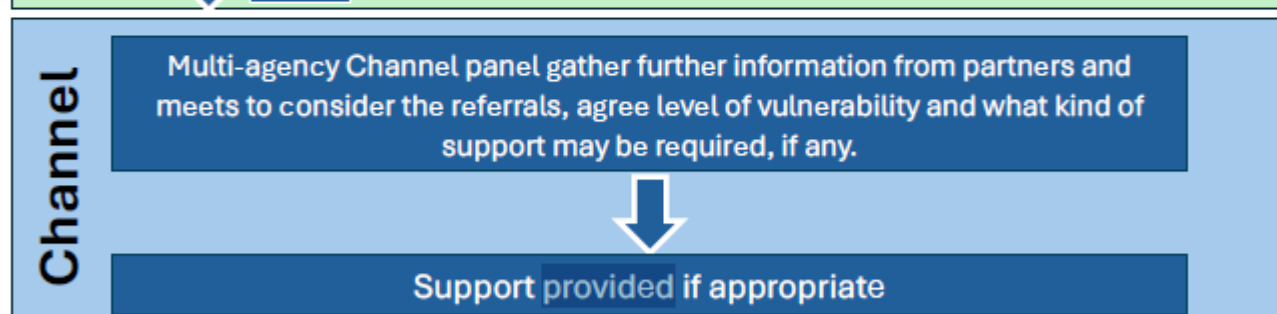 Channel
Multi-agency Channel panel gather further information from partners and
meets to consider the referrals, agree level of vulnerability and what kind of
support may be required, if any.
Support provided if appropriate